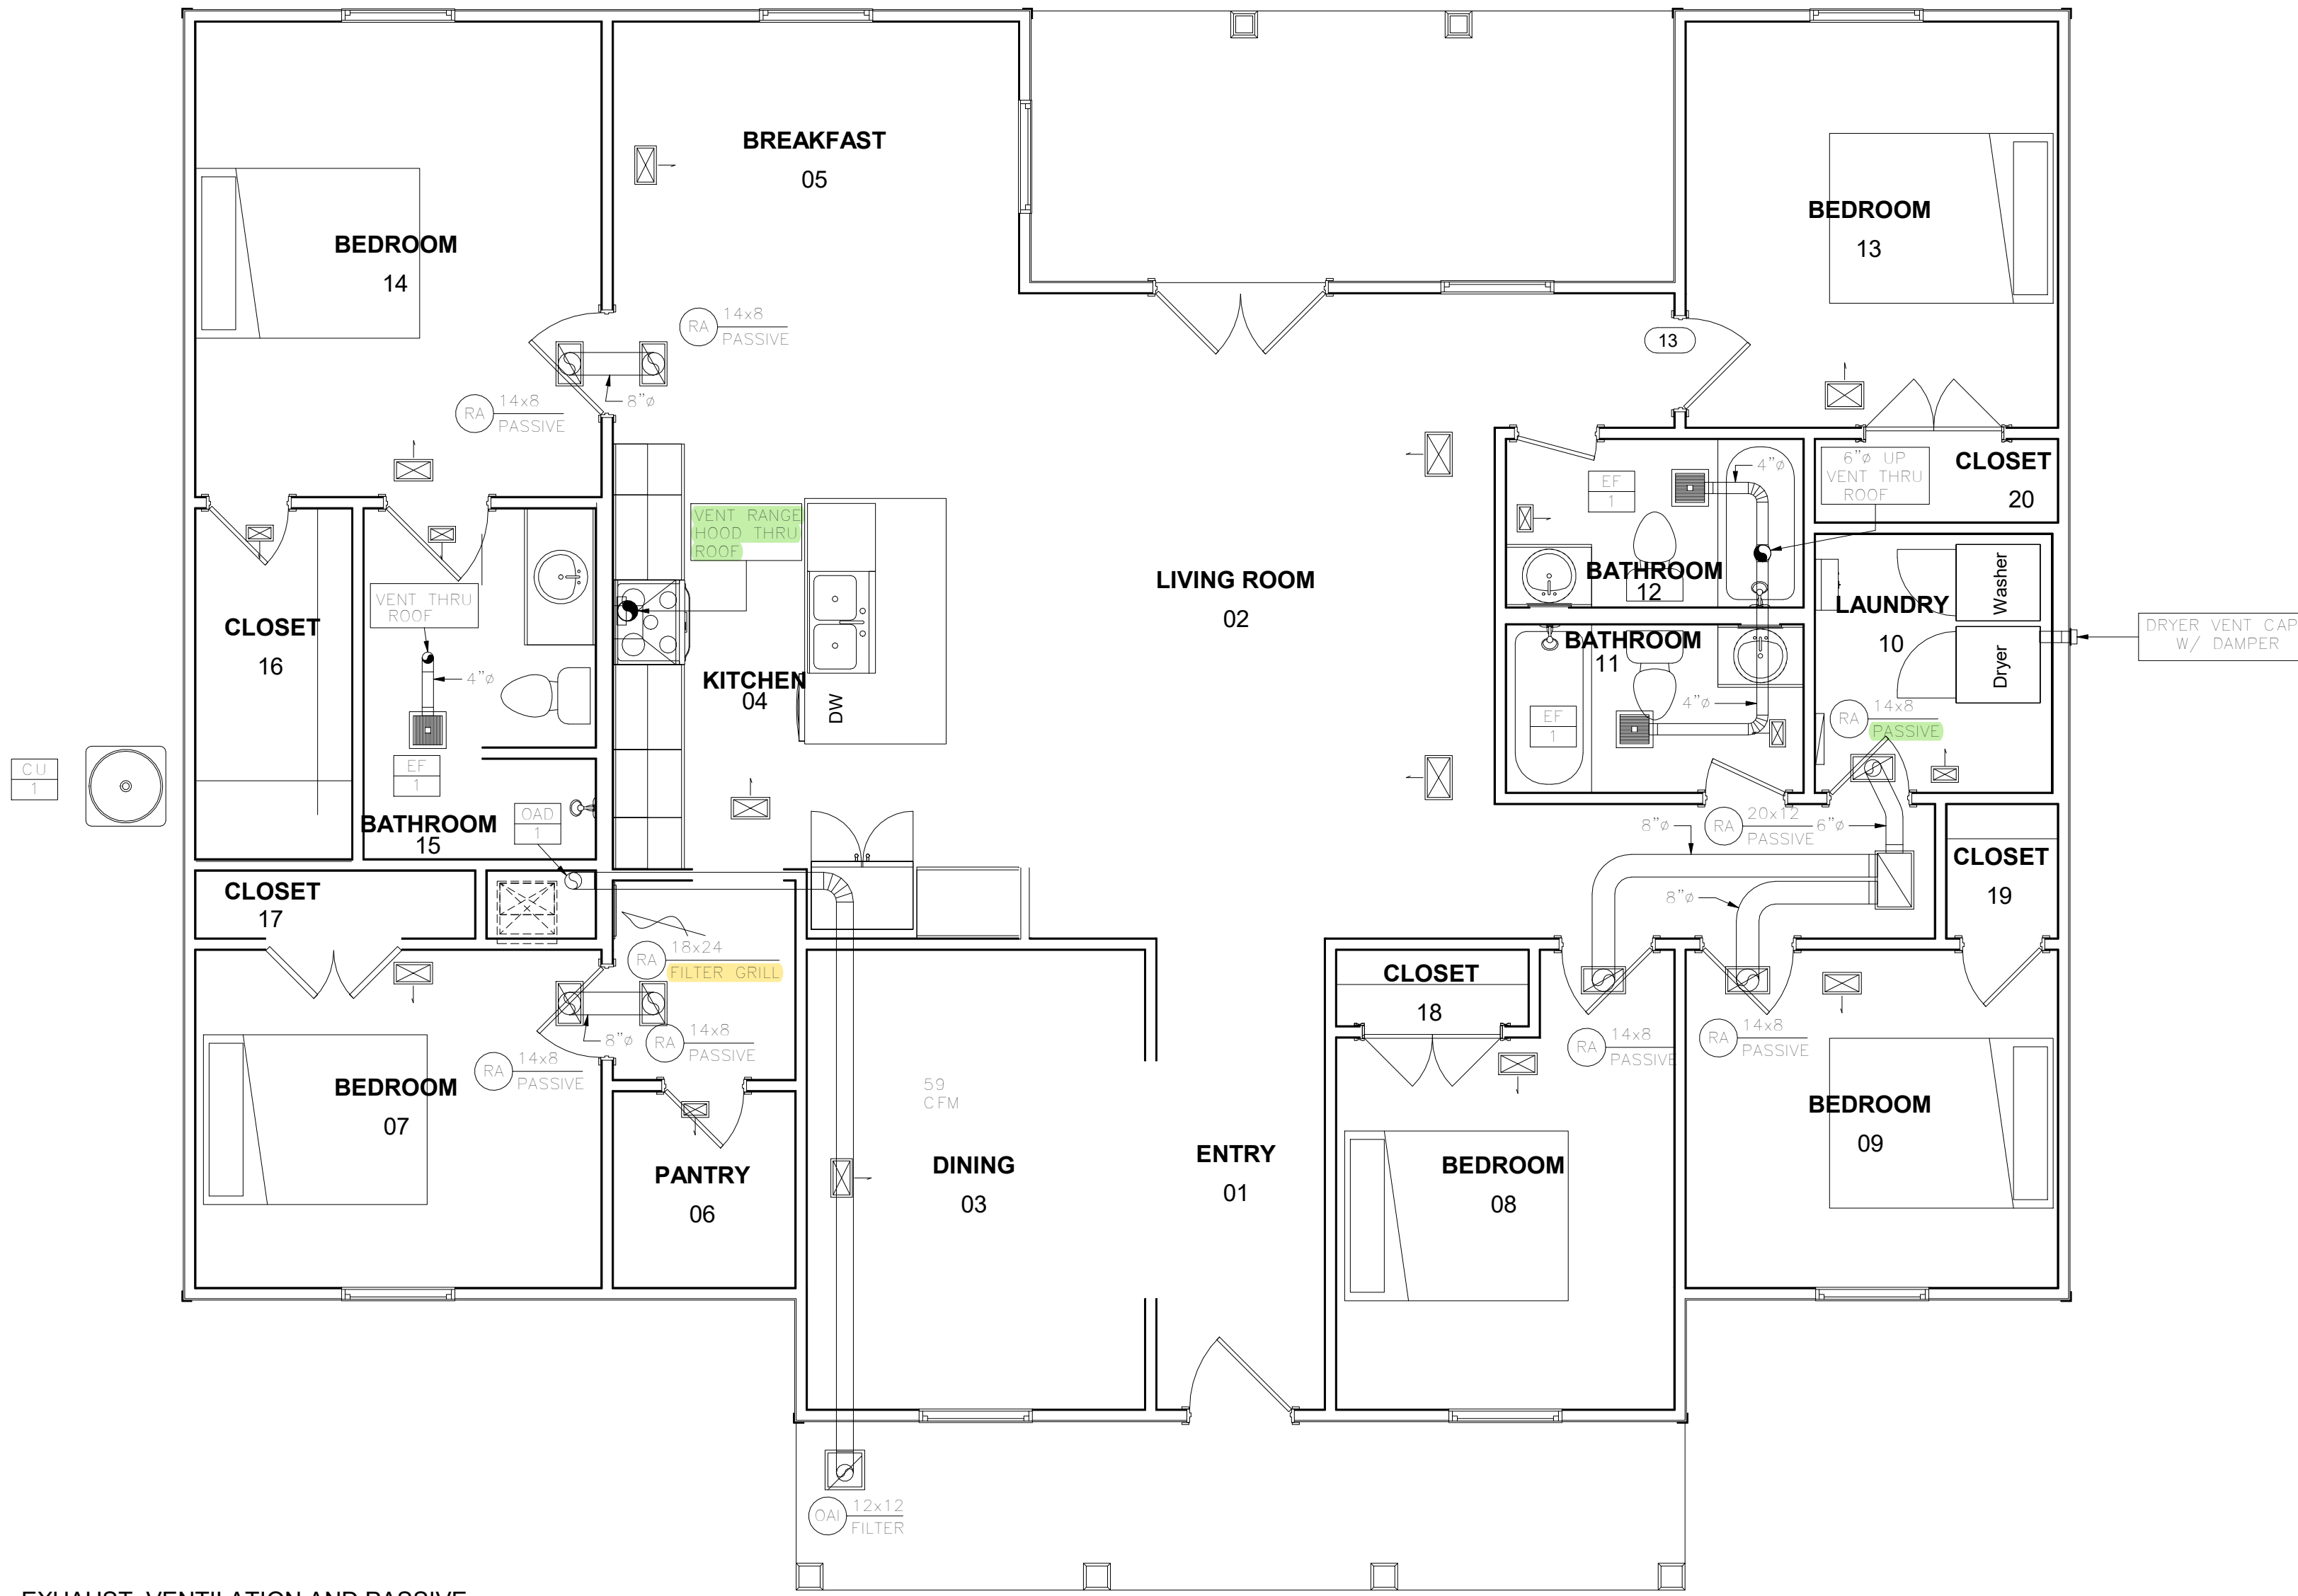 BREAKFAST
05
BEDROOM
13
BEDROOM
14
RA 14x8
PASSIVE
13
RA 14x8
PASSIVE
8"ø
4"ø
6"ø UP
VENT THRU
ROOF
CLOSET
20
EF
1
VENT RANGE
HOOD THRU
ROOF
LIVING ROOM
02
BATHROOM
12
Washer
VENT THRU
ROOF
CLOSET
16
LAUNDRY
10
DRYER VENT CAP
W/ DAMPER
BATHROOM
11
Dryer
4"ø
KITCHEN
04
DW
4"ø
EF
1
RA 14x8
PASSIVE
CU
1
EF
1
OAD
1
BATHROOM
15
8"ø
RA 20x12
PASSIVE
6"ø
CLOSET
19
CLOSET
17
8"ø
RA 18x24
FILTER GRILL
CLOSET
18
8"ø
RA 14x8
PASSIVE
RA 14x8
PASSIVE
RA 14x8
PASSIVE
RA 14x8
PASSIVE
BEDROOM
07
59
CFM
BEDROOM
09
PANTRY
06
DINING
03
ENTRY
01
BEDROOM
08
OAI 12x12
FILTER
EXHAUST, VENTILATION AND PASSIVE